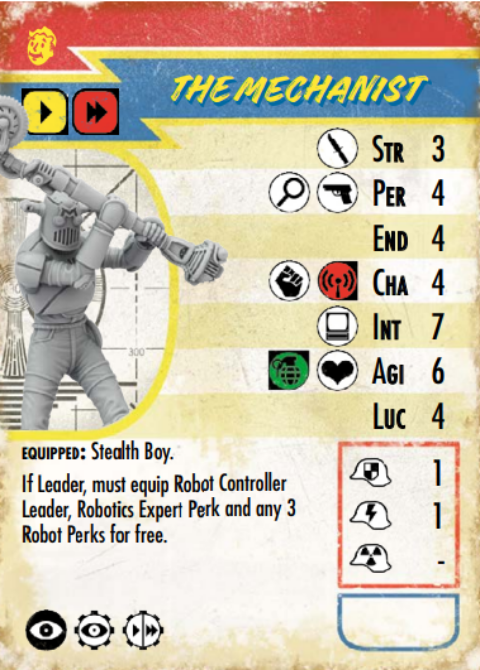 THE MECHANIST
STR 3
PER 4
END 4
CHA 4
INT 7
AGI 6
LUC 4
300
EQUIPPED: Stealth Boy.
If Leader, must equip Robot Controller
Leader, Robotics Expert Perk and any 3
Robot Perks for free.
1
1
-